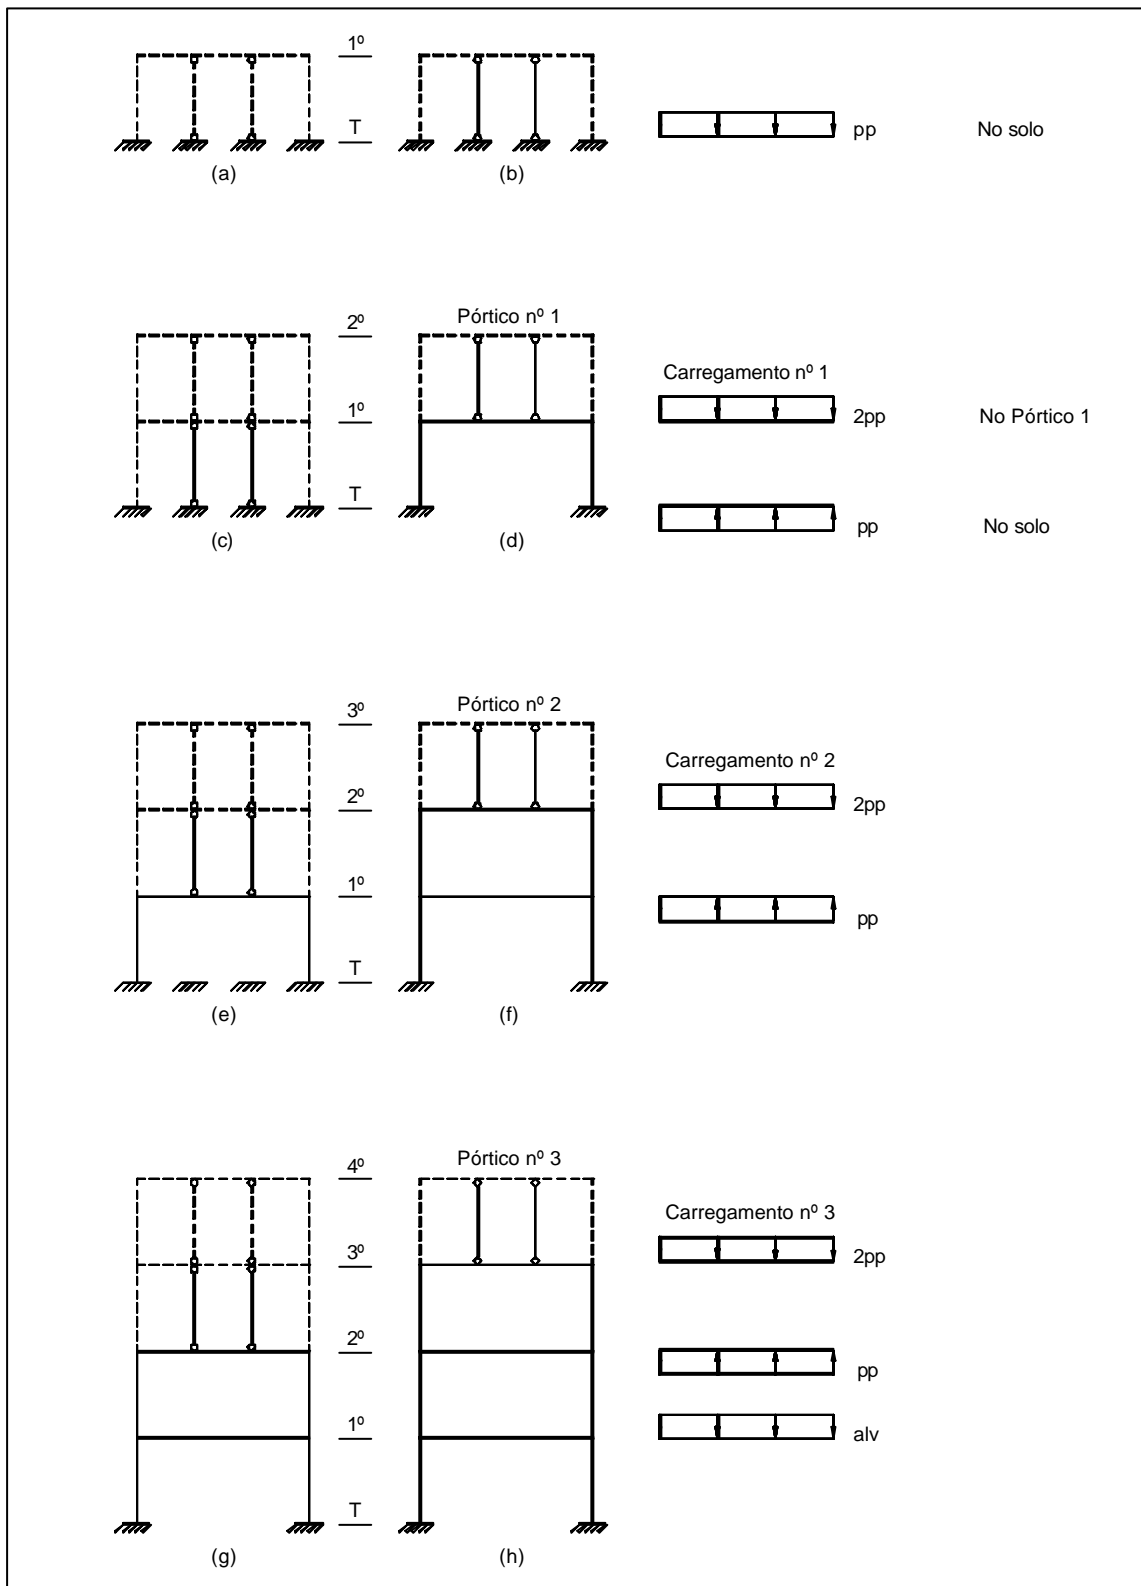 1º
T
pp
No solo
(a)
(b)
2º
Pórtico nº 1
Carregamento nº 1
1º
2pp
No Pórtico 1
T
pp
No solo
(c)
(d)
3º
Pórtico nº 2
Carregamento nº 2
2º
2pp
1º
pp
T
(e)
(f)
4º
Pórtico nº 3
Carregamento nº 3
3º
2pp
2º
pp
1º
alv
T
(g)
(h)